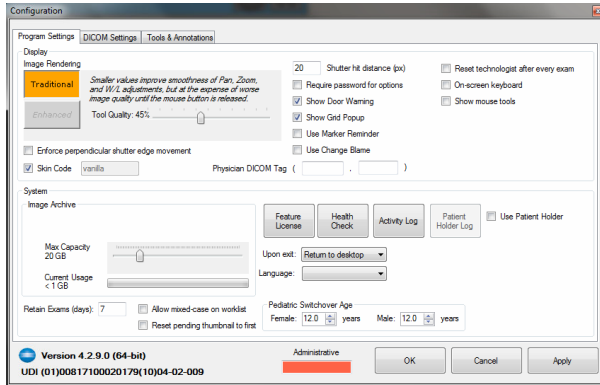 Configuration
Program Settings DICOM Settings Tools & Annotations
Display
Image Rendering
Traditional
Enhanced
Smaller values improve smoothness of Pan, Zoom,
and W/L adjustments, but at the expense of worse
image quality until the mouse button is released.
Tool Quality: 45%
20 Shutter hit distance (px)
Require password for options
Show Door Warning
Show Grid Popup
Use Marker Reminder
Use Change Blame
Reset technologist after every exam
On-screen keyboard
Show mouse tools
Enforce perpendicular shutter edge movement
Skin Code vanilla
Physician DICOM Tag ( , )
System
Image Archive
Max Capacity
20 GB
Current Usage
< 1 GB
Feature
License
Health
Check
Activity Log
Patient
Holder Log
Use Patient Holder
Upon exit: Return to desktop
Language:
Retain Exams (days): 7
Allow mixed-case on worklist
Reset pending thumbnail to first
Pediatric Switchover Age
Female: 12.0 years Male: 12.0 years
Version 4.2.9.0 (64-bit)
UDI (01)00817100020179(10)04-02-009
Administrative
OK Cancel Apply